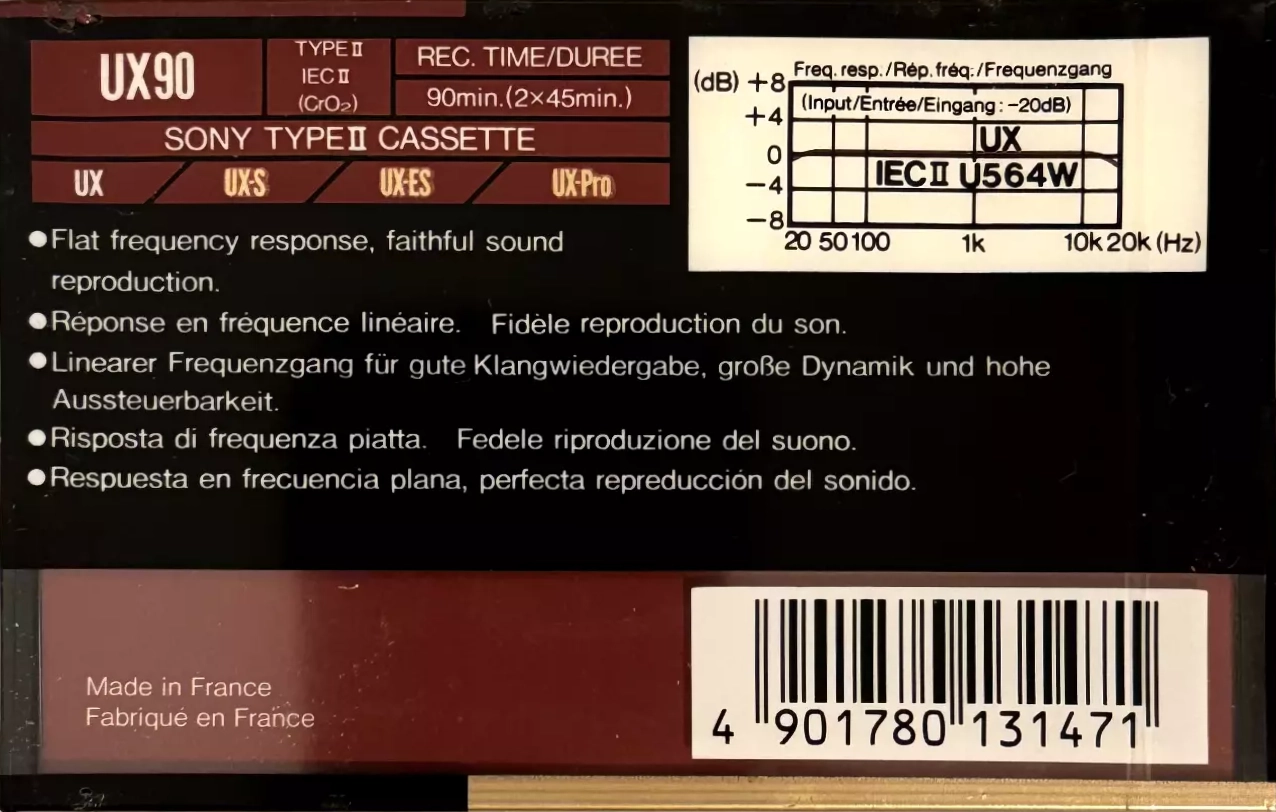 UX90
TYPE II
IEC II
(CrO2)
REC. TIME/DUREE
90min.(2×45min.)
SONY TYPE II CASSETTE
UX UX-S UX-ES UX-Pro
Freq. resp./Rép. fréq./Frequenzgang
(dB) +8
(Input/Entrée/Eingang : −20dB)
+4
UX
0
IEC II U564W
−4
−8
20 50 100 1k 10k 20k (Hz)
●Flat frequency response, faithful sound
reproduction.
●Réponse en fréquence linéaire. Fidèle reproduction du son.
●Linearer Frequenzgang für gute Klangwiedergabe, große Dynamik und hohe
Aussteuerbarkeit.
●Risposta di frequenza piatta. Fedele riproduzione del suono.
●Respuesta en frecuencia plana, perfecta repreducción del sonido.
Made in France
Fabriqué en France
4 901780 131471